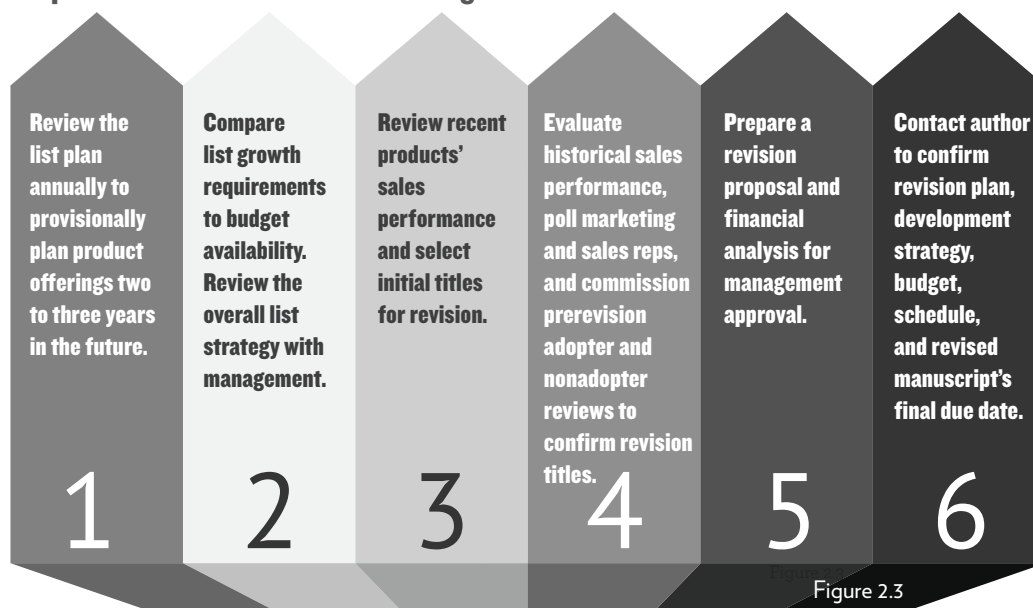 Review the
list plan
annually to
provisionally
plan product
offerings two
to three years
in the future.
1
Compare
list growth
requirements
to budget
availability.
Review the
overall list
strategy with
management.
2
Review recent
products’
sales
performance
and select
initial titles
for revision.
3
Evaluate
historical sales
performance,
poll marketing
and sales reps,
and commission
prerevision
adopter and
nonadopter
reviews to
confirm revision
titles.
4
Prepare a
revision
proposal and
financial
analysis for
management
approval.
5
Contact author
to confirm
revision plan,
development
strategy,
budget,
schedule,
and revised
manuscript’s
final due date.
6
Figure 2.3